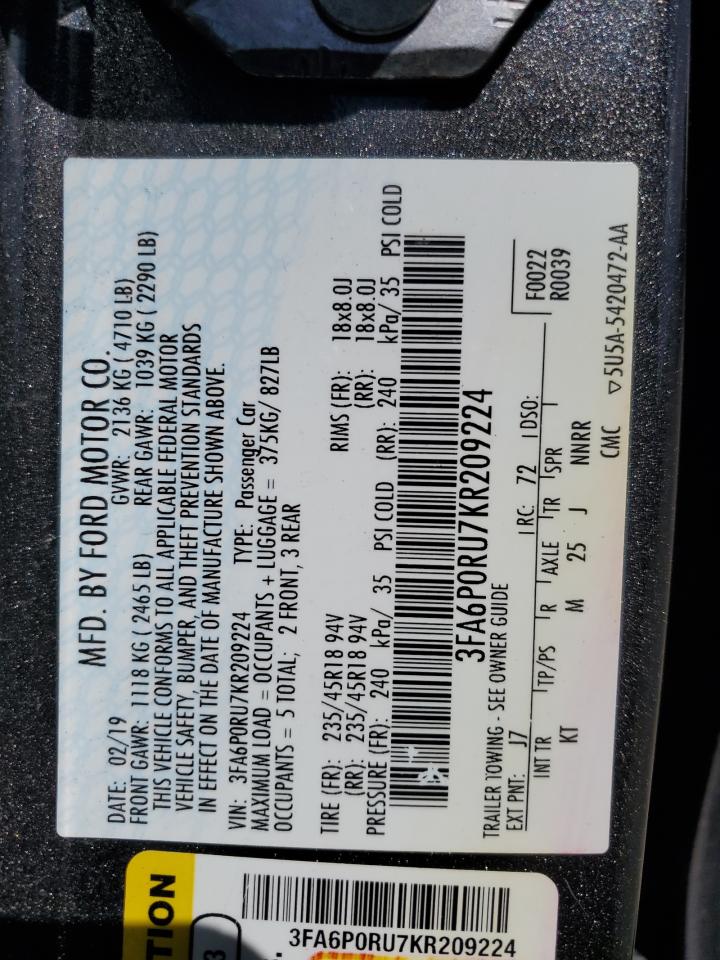 MFD. BY FORD MOTOR CO.
DATE: 02/19 GVWR: 2136 KG ( 4710 LB)
FRONT GAWR: 1118 KG ( 2465 LB) REAR GAWR: 1039 KG ( 2290 LB)
THIS VEHICLE CONFORMS TO ALL APPLICABLE FEDERAL MOTOR
VEHICLE SAFETY, BUMPER, AND THEFT PREVENTION STANDARDS
IN EFFECT ON THE DATE OF MANUFACTURE SHOWN ABOVE.
VIN: 3FA6P0RU7KR209224 TYPE: Passenger Car
MAXIMUM LOAD = OCCUPANTS + LUGGAGE = 375KG/ 827LB
OCCUPANTS = 5 TOTAL; 2 FRONT, 3 REAR
TIRE (FR): 235/45R18 94V RIMS (FR): 18x8.0J
(RR): 235/45R18 94V (RR): 18x8.0J
PRESSURE (FR): 240 kPa/ 35 PSI COLD (RR): 240 kPa/ 35 PSI COLD
3FA6P0RU7KR209224
TRAILER TOWING - SEE OWNER GUIDE F0022
EXT PNT: J7 RC: 72 DSO: R0039
INT TR TP/PS R AXLE TR SPR
KT M 25 J NNRR
CMC ▽5U5A-5420472-AA
TION
3
3FA6P0RU7KR209224